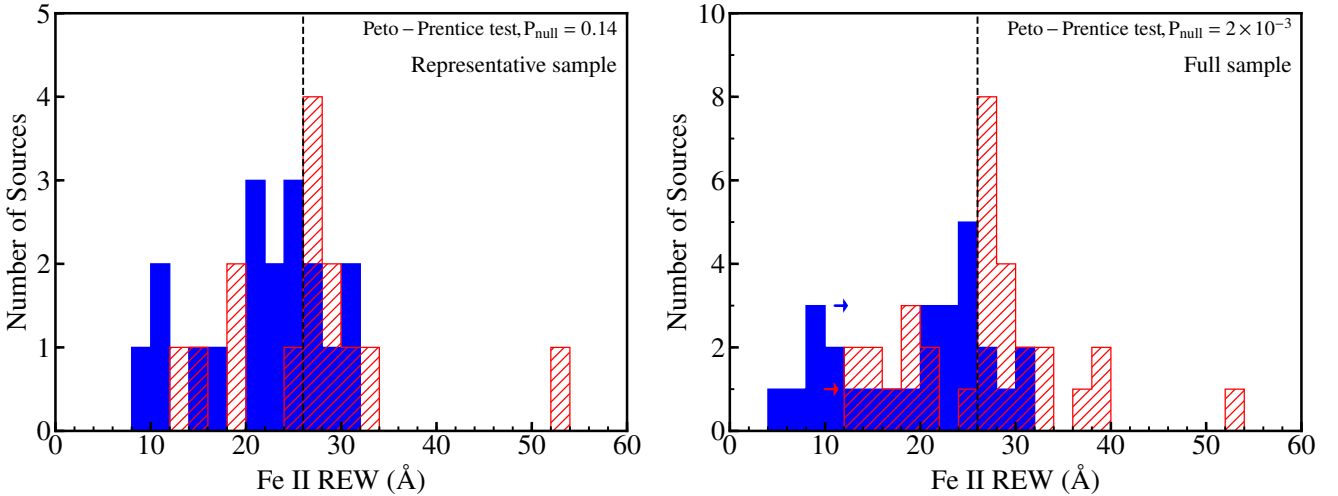 Peto – Prentice test, P_null = 0.14
Representative sample
Number of Sources
5
4
3
2
1
0
0 10 20 30 40 50 60
Fe II REW (Å)
Peto – Prentice test, P_null = 2 × 10⁻³
Full sample
Number of Sources
10
8
6
4
2
0
0 10 20 30 40 50 60
Fe II REW (Å)